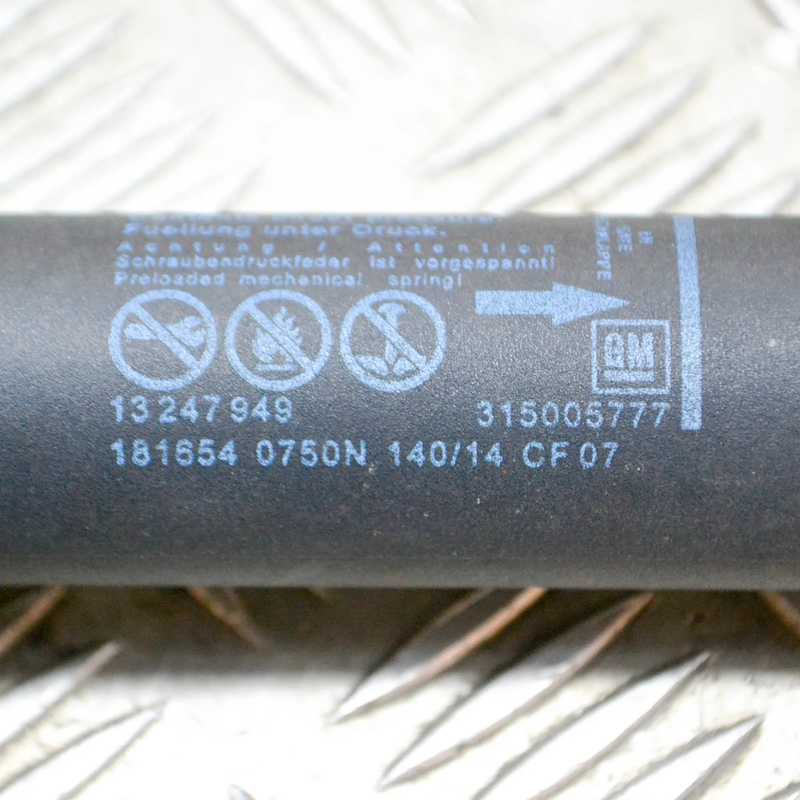 Fuellung unter Druck.
Achtung / Attention
Schraubendruckfeder ist vorgespannt!
Preloaded mechanical spring!
GM
13247949 315005777
181654 0750N 140/14 CF07